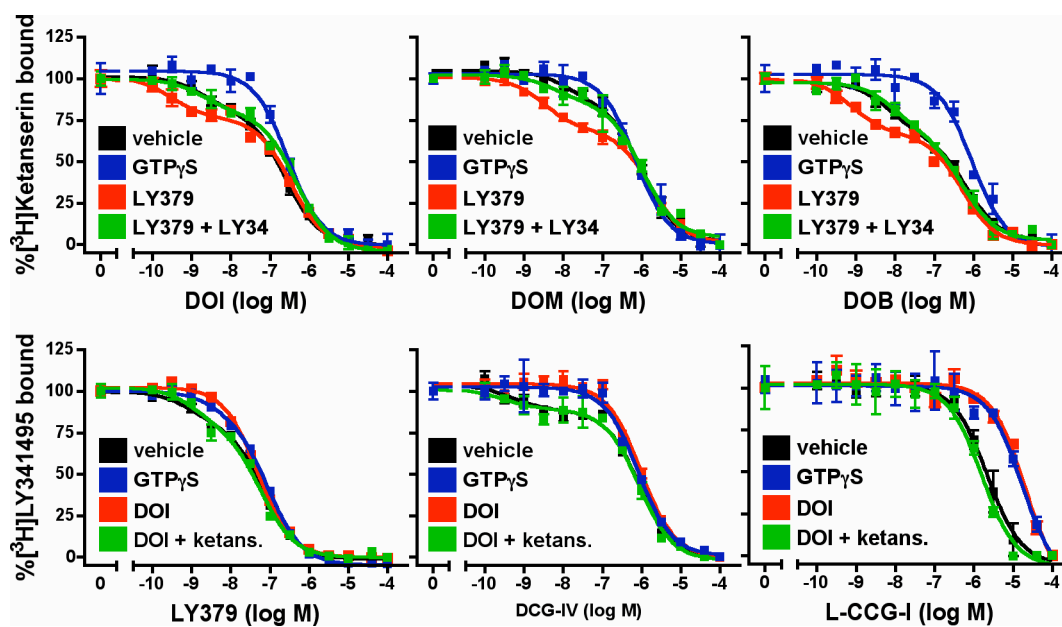 %[³H]Ketanserin bound
125
100
75
50
25
0
vehicle
GTPγS
LY379
LY379 + LY34
0 -10 -9 -8 -7 -6 -5 -4
DOI (log M)
vehicle
GTPγS
LY379
LY379 + LY34
0 -10 -9 -8 -7 -6 -5 -4
DOM (log M)
vehicle
GTPγS
LY379
LY379 + LY34
0 -10 -9 -8 -7 -6 -5 -4
DOB (log M)
%[³H]LY341495 bound
125
100
75
50
25
0
vehicle
GTPγS
DOI
DOI + ketans.
0 -10 -9 -8 -7 -6 -5 -4
LY379 (log M)
vehicle
GTPγS
DOI
DOI + ketans.
0 -10 -9 -8 -7 -6 -5 -4
DCG-IV (log M)
vehicle
GTPγS
DOI
DOI + ketans.
0 -10 -9 -8 -7 -6 -5 -4
L-CCG-I (log M)